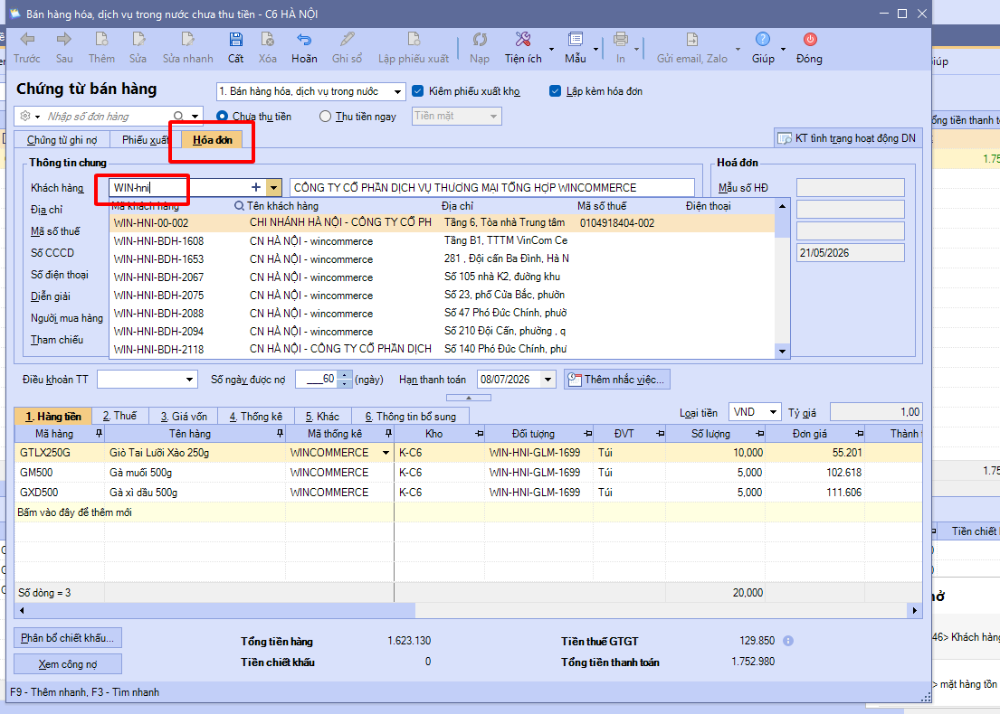 Bán hàng hóa, dịch vụ trong nước chưa thu tiền - C6 HÀ NỘI
Trước Sau Thêm Sửa Sửa nhanh Cất Xóa Hoãn Ghi sổ Lập phiếu xuất Nạp Tiện ích Mẫu In Gửi email, Zalo Giúp Đóng
Chứng từ bán hàng
1. Bán hàng hóa, dịch vụ trong nước
Kiêm phiếu xuất kho
Lập kèm hóa đơn
Nhập số đơn hàng
Chưa thu tiền
Thu tiền ngay
Tiền mặt
Chứng từ ghi nợ
Phiếu xuất
Hóa đơn
KT tình trạng hoạt động DN
Thông tin chung
Khách hàng
WIN-hni
CÔNG TY CỔ PHẦN DỊCH VỤ THƯƠNG MẠI TỔNG HỢP WINCOMMERCE
Địa chỉ
Mã số thuế
Số CCCD
Số điện thoại
Diễn giải
Người mua hàng
Tham chiếu
Mã khách hàng Tên khách hàng Địa chỉ Mã số thuế Điện thoại
WIN-HNI-00-002 CHI NHÁNH HÀ NỘI - CÔNG TY CỔ PH Tầng 6, Tòa nhà Trung tâm 0104918404-002
WIN-HNI-BDH-1608 CN HÀ NỘI - wincommerce Tầng B1, TTTM VinCom Ce
WIN-HNI-BDH-1653 CN HÀ NỘI - wincommerce 281 , Đội cấn Ba Đình, Hà N
WIN-HNI-BDH-2067 CN HÀ NỘI - wincommerce Số 105 nhà K2, đường khu
WIN-HNI-BDH-2075 CN HÀ NỘI - wincommerce Số 23, phố Cửa Bắc, phườn
WIN-HNI-BDH-2088 CN HÀ NỘI - wincommerce Số 47 Phó Đức Chính, phườ
WIN-HNI-BDH-2094 CN HÀ NỘI - wincommerce Số 210 Đội Cấn, phường , q
WIN-HNI-BDH-2118 CN HÀ NỘI - CÔNG TY CỔ PHẦN DỊCH Số 140 Phó Đức Chính, phư
Hoá đơn
Mẫu số HĐ
21/05/2026
Điều khoản TT
Số ngày được nợ ___60 (ngày)
Hạn thanh toán 08/07/2026
Thêm nhắc việc...
1. Hàng tiền 2. Thuế 3. Giá vốn 4. Thống kê 5. Khác 6. Thông tin bổ sung
Loại tiền VND Tỷ giá 1,00
Mã hàng Tên hàng Mã thống kê Kho Đối tượng ĐVT Số lượng Đơn giá Thành t
GTLX250G Giò Tai Lưỡi Xào 250g WINCOMMERCE K-C6 WIN-HNI-GLM-1699 Túi 10,000 55.201
GM500 Gà muối 500g WINCOMMERCE K-C6 WIN-HNI-GLM-1699 Túi 5,000 102.618
GXD500 Gà xì dầu 500g WINCOMMERCE K-C6 WIN-HNI-GLM-1699 Túi 5,000 111.606
Bấm vào đây để thêm mới
Số dòng = 3 20,000
Phân bổ chiết khấu...
Xem công nợ
Tổng tiền hàng 1.623.130
Tiền chiết khấu 0
Tiền thuế GTGT 129.850
Tổng tiền thanh toán 1.752.980
F9 - Thêm nhanh, F3 - Tìm nhanh
iúp
ổng tiền thanh to
1.75
1.75
Tiền chiết
ở
46> Khách hàng
> mặt hàng tồn